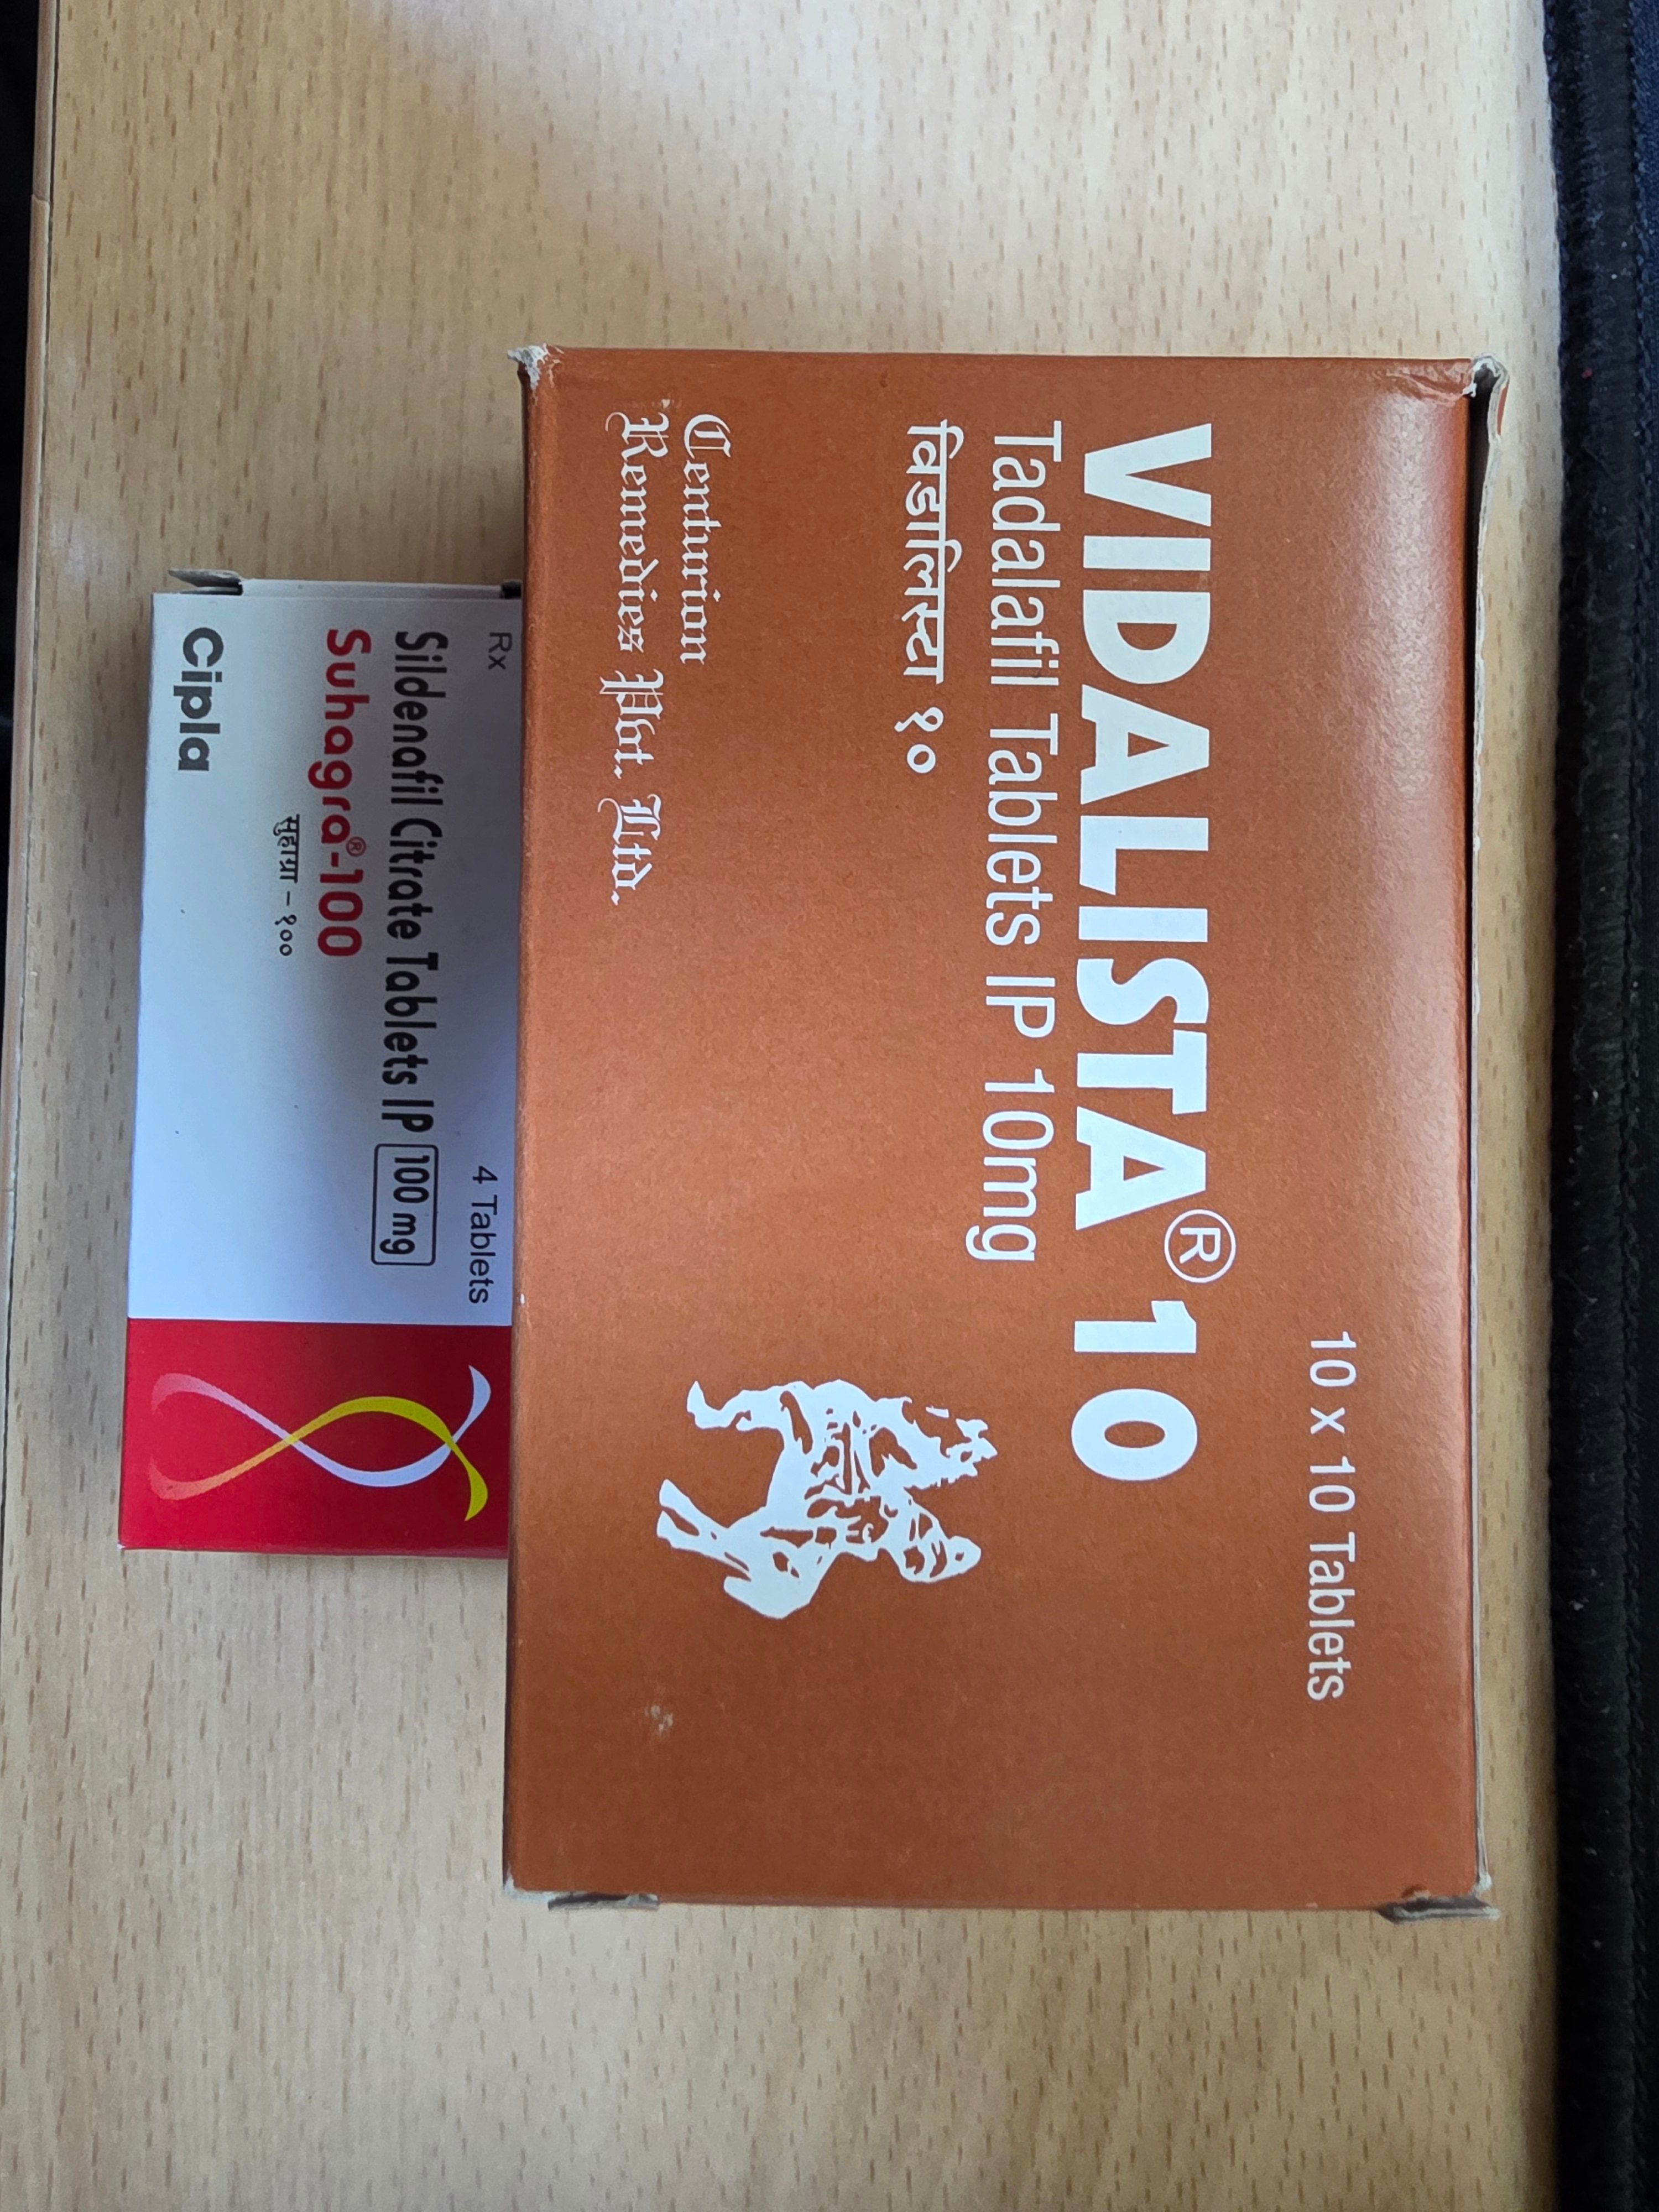 10 x 10 Tablets
VIDALISTA® 10
Tadalafil Tablets IP 10mg
विडालिस्टा १०
Centurion
Remedies Pvt. Ltd.
Rx
4 Tablets
Sildenafil Citrate Tablets IP 100 mg
Suhagra®-100
सुहाग्रा – १००
Cipla